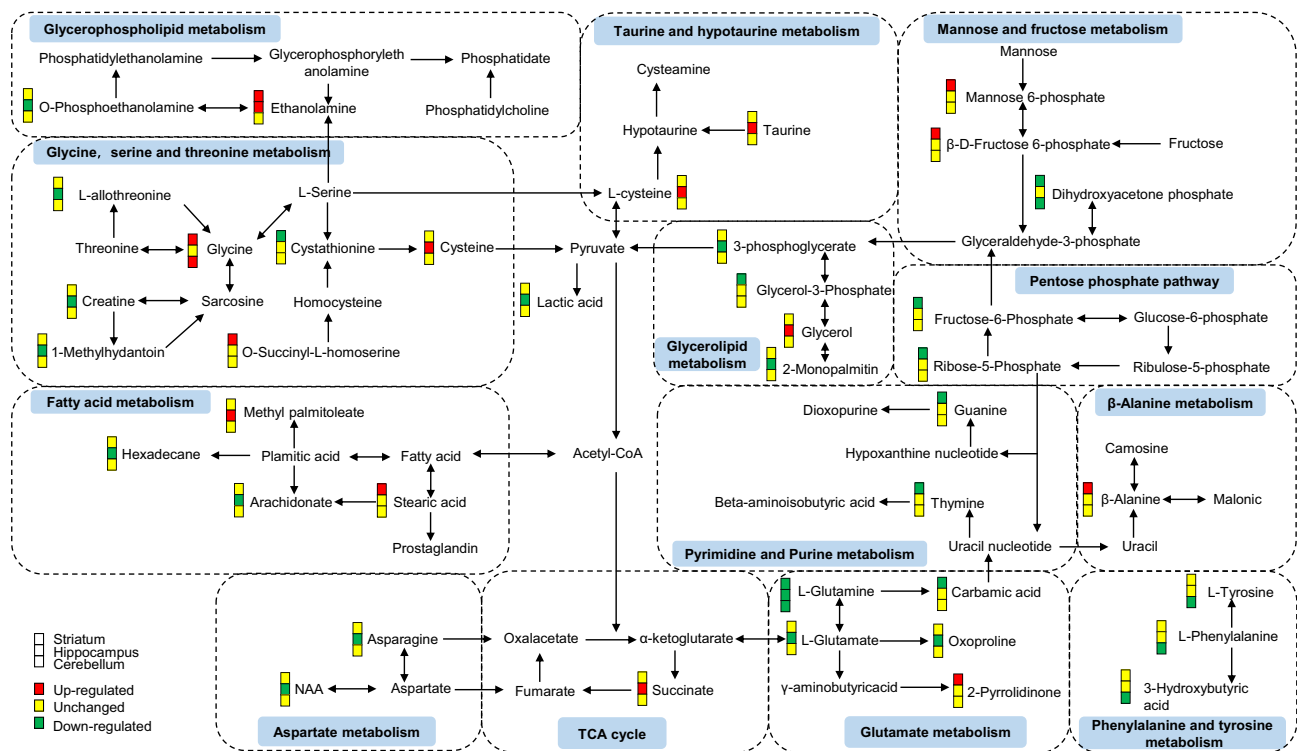 Glycerophospholipid metabolism
Phosphatidylethanolamine
Glycerophosphoryleth
anolamine
Phosphatidate
O-Phosphoethanolamine
Ethanolamine
Phosphatidylcholine
Taurine and hypotaurine metabolism
Cysteamine
Hypotaurine
Taurine
L-cysteine
Mannose and fructose metabolism
Mannose
Mannose 6-phosphate
β-D-Fructose 6-phosphate
Fructose
Dihydroxyacetone phosphate
Glyceraldehyde-3-phosphate
Glycine, serine and threonine metabolism
L-allothreonine
L-Serine
Threonine
Glycine
Cystathionine
Cysteine
Creatine
Sarcosine
Homocysteine
1-Methylhydantoin
O-Succinyl-L-homoserine
Pyruvate
Lactic acid
3-phosphoglycerate
Glycerol-3-Phosphate
Glycerol
2-Monopalmitin
Glycerolipid
metabolism
Pentose phosphate pathway
Fructose-6-Phosphate
Glucose-6-phosphate
Ribose-5-Phosphate
Ribulose-5-phosphate
Fatty acid metabolism
Methyl palmitoleate
Hexadecane
Plamitic acid
Fatty acid
Arachidonate
Stearic acid
Prostaglandin
Acetyl-CoA
Dioxopurine
Guanine
Hypoxanthine nucleotide
Beta-aminoisobutyric acid
Thymine
Uracil nucleotide
Pyrimidine and Purine metabolism
β-Alanine metabolism
Camosine
β-Alanine
Malonic
Uracil
Striatum
Hippocampus
Cerebellum
Up-regulated
Unchanged
Down-regulated
Asparagine
NAA
Aspartate
Aspartate metabolism
Oxalacetate
α-ketoglutarate
Fumarate
Succinate
TCA cycle
L-Glutamine
Carbamic acid
L-Glutamate
Oxoproline
γ-aminobutyricacid
2-Pyrrolidinone
Glutamate metabolism
L-Tyrosine
L-Phenylalanine
3-Hydroxybutyric
acid
Phenylalanine and tyrosine
metabolism